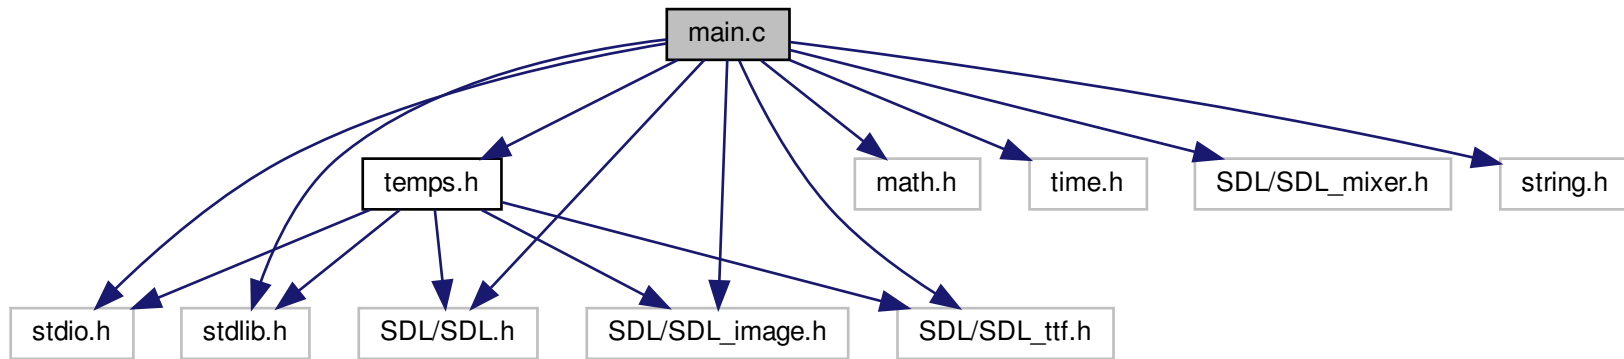 main.c
temps.h
math.h
time.h
SDL/SDL_mixer.h
string.h
stdio.h
stdlib.h
SDL/SDL.h
SDL/SDL_image.h
SDL/SDL_ttf.h